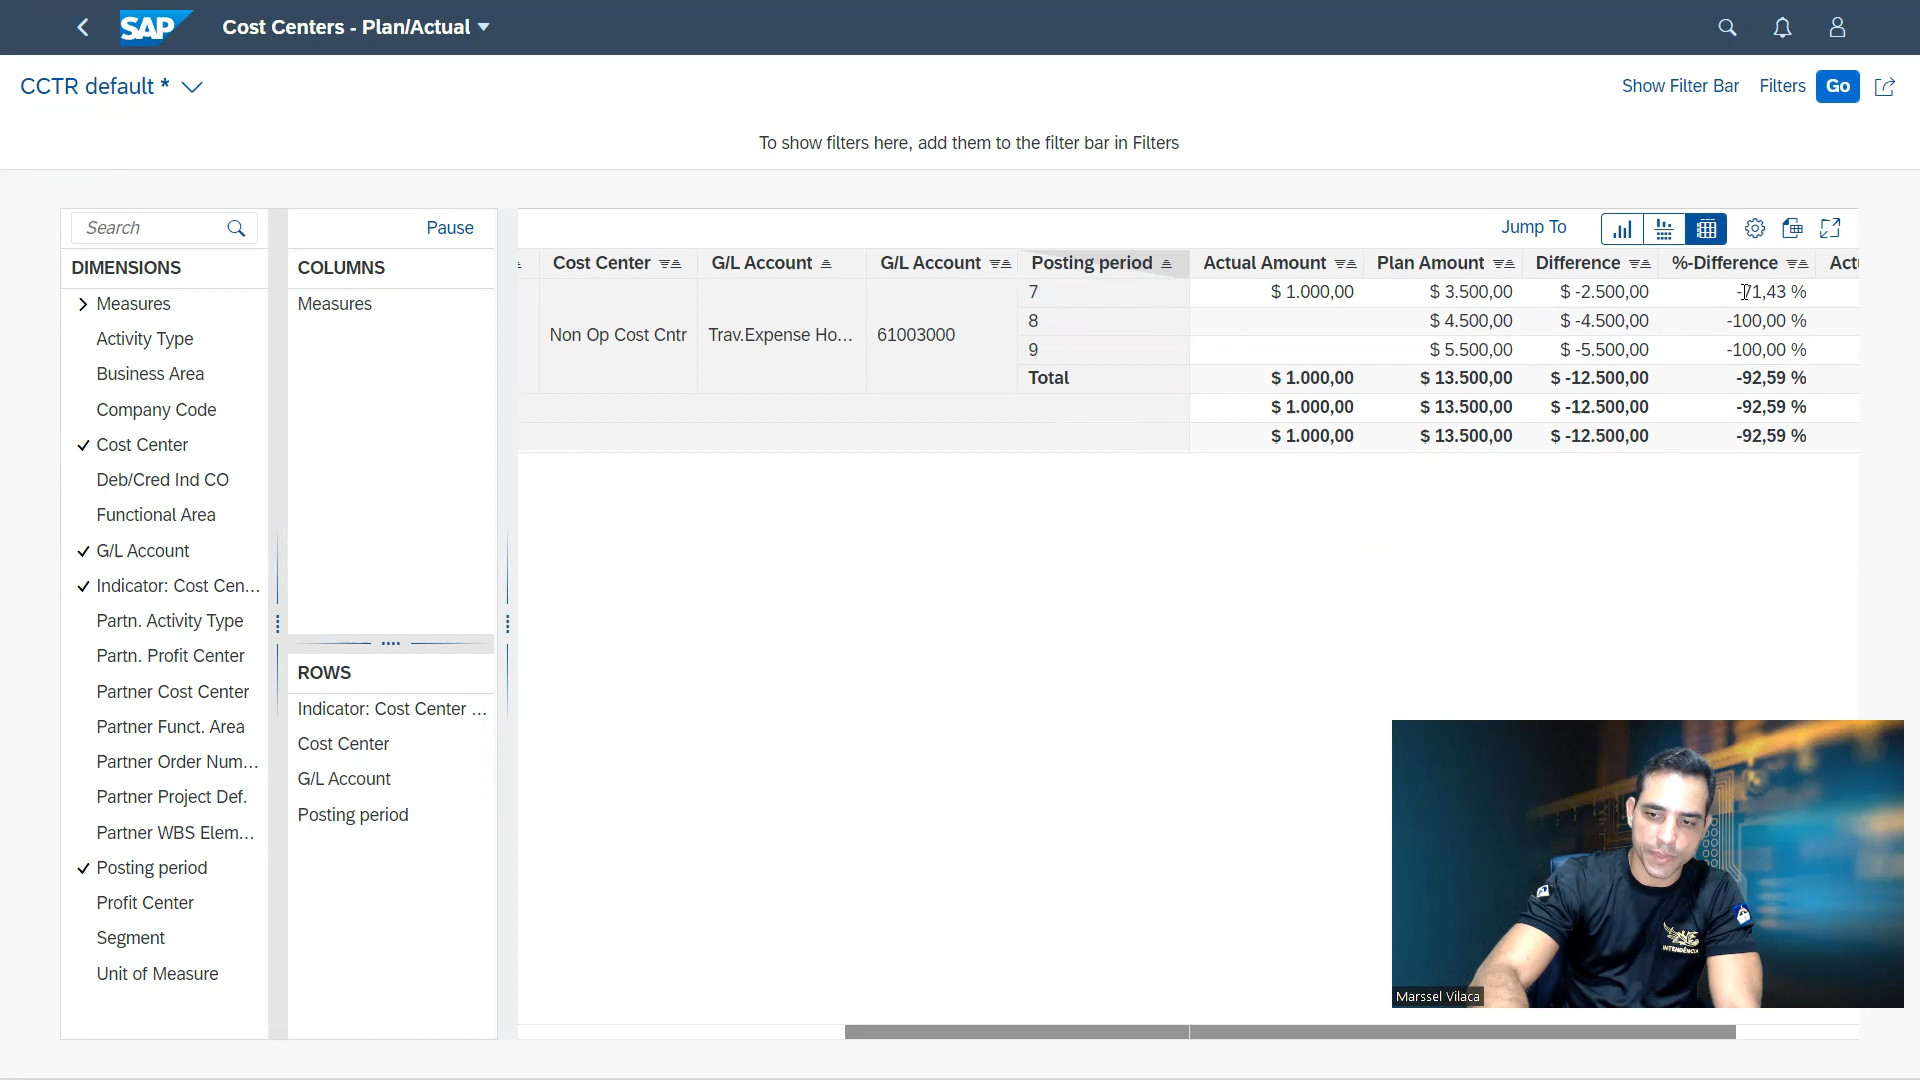 SAP
Cost Centers - Plan/Actual
CCTR default *
Show Filter Bar
Filters
Go
To show filters here, add them to the filter bar in Filters
Search
DIMENSIONS
Measures
Activity Type
Business Area
Company Code
Cost Center
Deb/Cred Ind CO
Functional Area
G/L Account
Indicator: Cost Cen...
Partn. Activity Type
Partn. Profit Center
Partner Cost Center
Partner Funct. Area
Partner Order Num...
Partner Project Def.
Partner WBS Elem...
Posting period
Profit Center
Segment
Unit of Measure
Pause
COLUMNS
Measures
ROWS
Indicator: Cost Center ...
Cost Center
G/L Account
Posting period
Jump To
Cost Center G/L Account G/L Account Posting period Actual Amount Plan Amount Difference %-Difference Actu
7 $ 1.000,00 $ 3.500,00 $ -2.500,00 -71,43 %
8 $ 4.500,00 $ -4.500,00 -100,00 %
Non Op Cost Cntr Trav.Expense Ho... 61003000
9 $ 5.500,00 $ -5.500,00 -100,00 %
Total $ 1.000,00 $ 13.500,00 $ -12.500,00 -92,59 %
$ 1.000,00 $ 13.500,00 $ -12.500,00 -92,59 %
$ 1.000,00 $ 13.500,00 $ -12.500,00 -92,59 %
INTENDÊNCIA
Marssel Vilaca